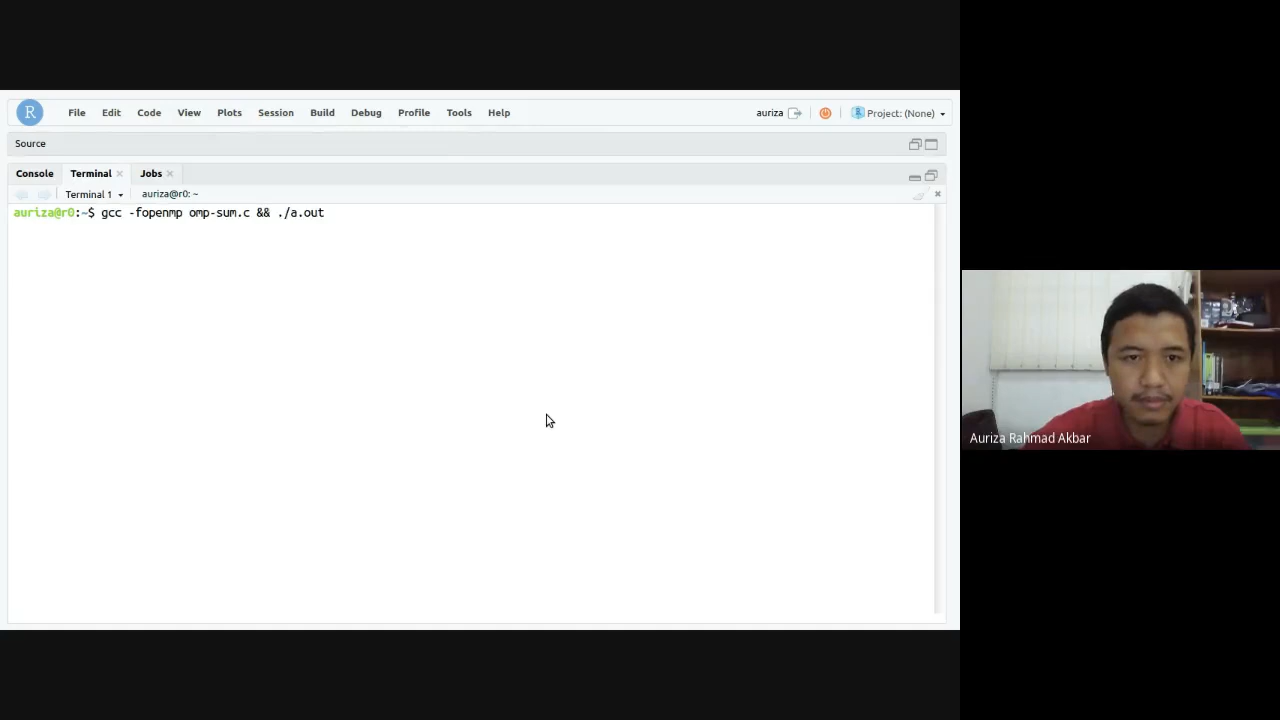 R File Edit Code View Plots Session Build Debug Profile Tools Help auriza Project: (None)
Source
Console Terminal Jobs
Terminal 1 auriza@r0: ~
auriza@r0:~$ gcc -fopenmp omp-sum.c && ./a.out
Auriza Rahmad Akbar